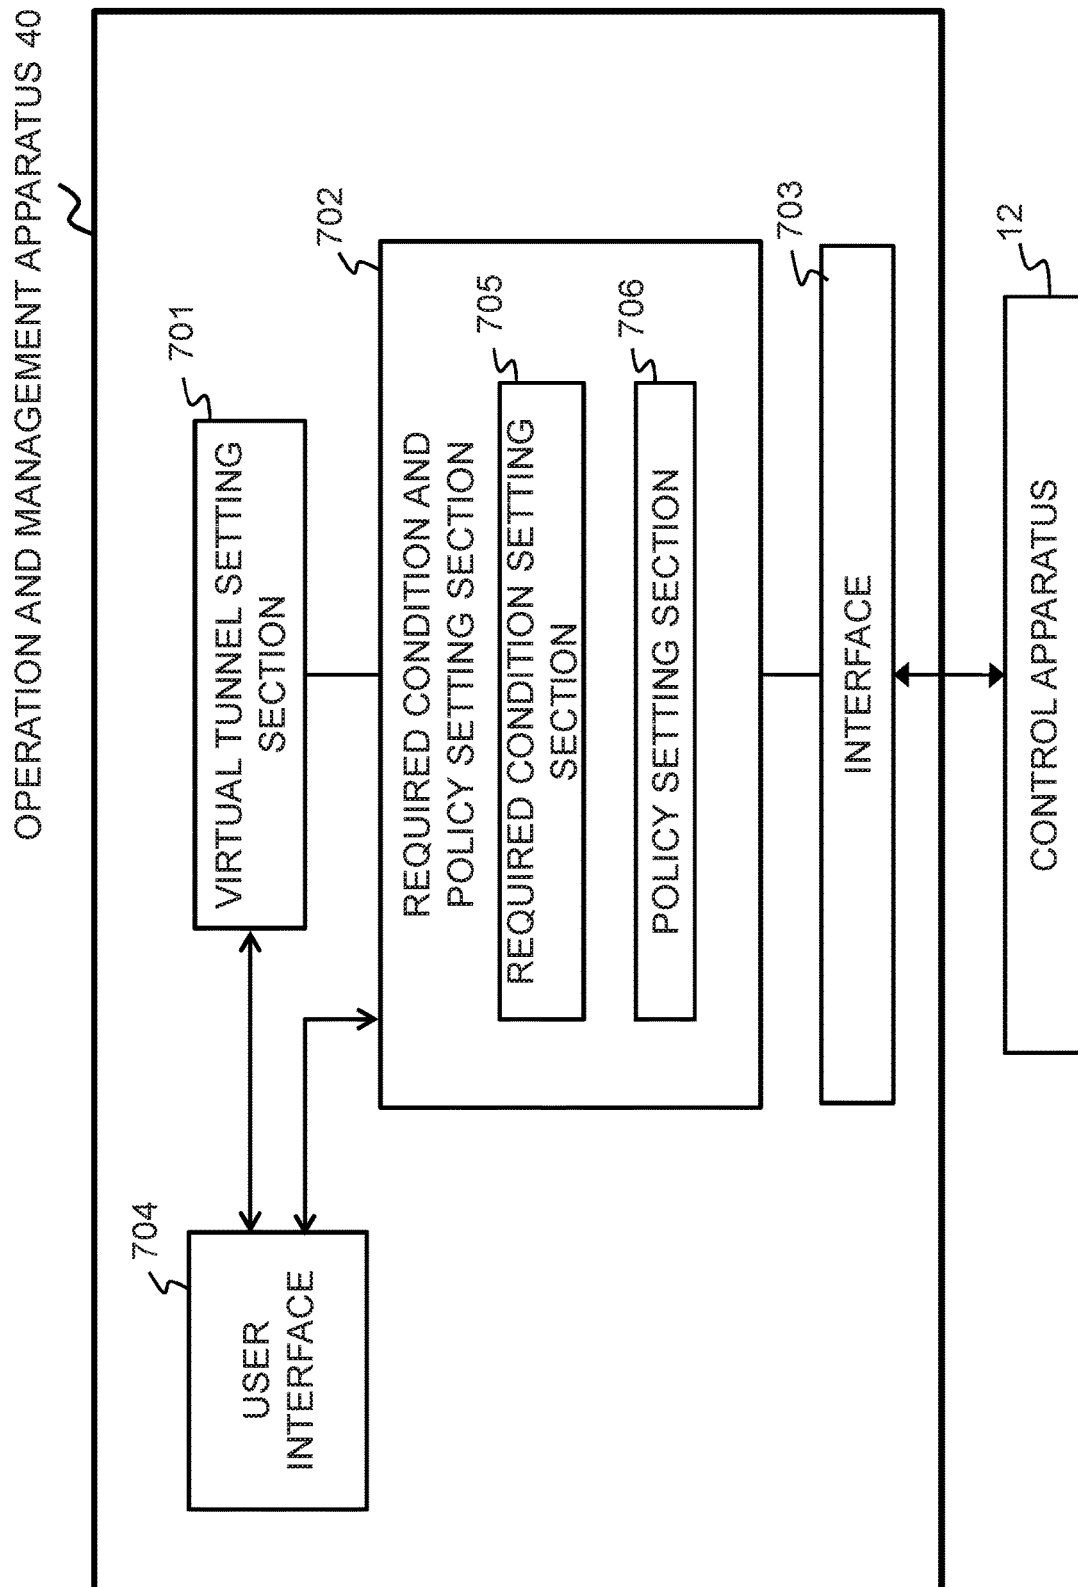 OPERATION AND MANAGEMENT APPARATUS 40
704
USER
INTERFACE
701
VIRTUAL TUNNEL SETTING
SECTION
702
REQUIRED CONDITION AND
POLICY SETTING SECTION
705
REQUIRED CONDITION SETTING
SECTION
706
POLICY SETTING SECTION
703
INTERFACE
12
CONTROL APPARATUS